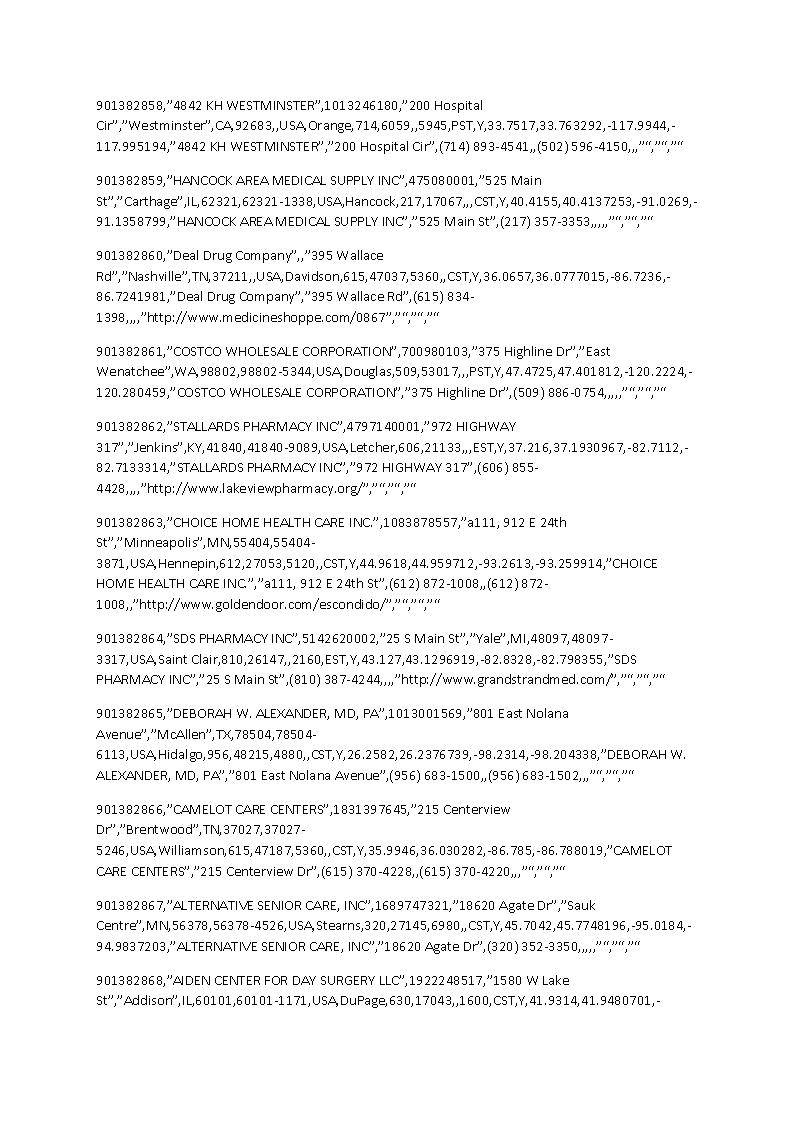 901382858,”4842 KH WESTMINSTER”,1013246180,”200 Hospital
Cir”,”Westminster”,CA,92683,,USA,Orange,714,6059,,5945,PST,Y,33.7517,33.763292,-117.9944,-
117.995194,”4842 KH WESTMINSTER”,”200 Hospital Cir”,(714) 893-4541,,(502) 596-4150,,,”“,”“,”“
901382859,”HANCOCK AREA MEDICAL SUPPLY INC”,475080001,”525 Main
St”,”Carthage”,IL,62321,62321-1338,USA,Hancock,217,17067,,,CST,Y,40.4155,40.4137253,-91.0269,-
91.1358799,”HANCOCK AREA MEDICAL SUPPLY INC”,”525 Main St”,(217) 357-3353,,,,,”“,”“,”“
901382860,”Deal Drug Company”,,”395 Wallace
Rd”,”Nashville”,TN,37211,,USA,Davidson,615,47037,5360,,CST,Y,36.0657,36.0777015,-86.7236,-
86.7241981,”Deal Drug Company”,”395 Wallace Rd”,(615) 834-
1398,,,,”http://www.medicineshoppe.com/0867”,”“,”“,”“
901382861,”COSTCO WHOLESALE CORPORATION”,700980103,”375 Highline Dr”,”East
Wenatchee”,WA,98802,98802-5344,USA,Douglas,509,53017,,,PST,Y,47.4725,47.401812,-120.2224,-
120.280459,”COSTCO WHOLESALE CORPORATION”,”375 Highline Dr”,(509) 886-0754,,,,,”“,”“,”“
901382862,”STALLARDS PHARMACY INC”,4797140001,”972 HIGHWAY
317”,”Jenkins”,KY,41840,41840-9089,USA,Letcher,606,21133,,,EST,Y,37.216,37.1930967,-82.7112,-
82.7133314,”STALLARDS PHARMACY INC”,”972 HIGHWAY 317”,(606) 855-
4428,,,,”http://www.lakeviewpharmacy.org/”,”“,”“,”“
901382863,”CHOICE HOME HEALTH CARE INC.”,1083878557,”a111, 912 E 24th
St”,”Minneapolis”,MN,55404,55404-
3871,USA,Hennepin,612,27053,5120,,CST,Y,44.9618,44.959712,-93.2613,-93.259914,”CHOICE
HOME HEALTH CARE INC.”,”a111, 912 E 24th St”,(612) 872-1008,,(612) 872-
1008,,”http://www.goldendoor.com/escondido/”,”“,”“,”“
901382864,”SDS PHARMACY INC”,5142620002,”25 S Main St”,”Yale”,MI,48097,48097-
3317,USA,Saint Clair,810,26147,,2160,EST,Y,43.127,43.1296919,-82.8328,-82.798355,”SDS
PHARMACY INC”,”25 S Main St”,(810) 387-4244,,,,”http://www.grandstrandmed.com/”,”“,”“,”“
901382865,”DEBORAH W. ALEXANDER, MD, PA”,1013001569,”801 East Nolana
Avenue”,”McAllen”,TX,78504,78504-
6113,USA,Hidalgo,956,48215,4880,,CST,Y,26.2582,26.2376739,-98.2314,-98.204338,”DEBORAH W.
ALEXANDER, MD, PA”,”801 East Nolana Avenue”,(956) 683-1500,,(956) 683-1502,,,”“,”“,”“
901382866,”CAMELOT CARE CENTERS”,1831397645,”215 Centerview
Dr”,”Brentwood”,TN,37027,37027-
5246,USA,Williamson,615,47187,5360,,CST,Y,35.9946,36.030282,-86.785,-86.788019,”CAMELOT
CARE CENTERS”,”215 Centerview Dr”,(615) 370-4228,,(615) 370-4220,,,”“,”“,”“
901382867,”ALTERNATIVE SENIOR CARE, INC”,1689747321,”18620 Agate Dr”,”Sauk
Centre”,MN,56378,56378-4526,USA,Stearns,320,27145,6980,,CST,Y,45.7042,45.7748196,-95.0184,-
94.9837203,”ALTERNATIVE SENIOR CARE, INC”,”18620 Agate Dr”,(320) 352-3350,,,,,”“,”“,”“
901382868,”AIDEN CENTER FOR DAY SURGERY LLC”,1922248517,”1580 W Lake
St”,”Addison”,IL,60101,60101-1171,USA,DuPage,630,17043,,1600,CST,Y,41.9314,41.9480701,-